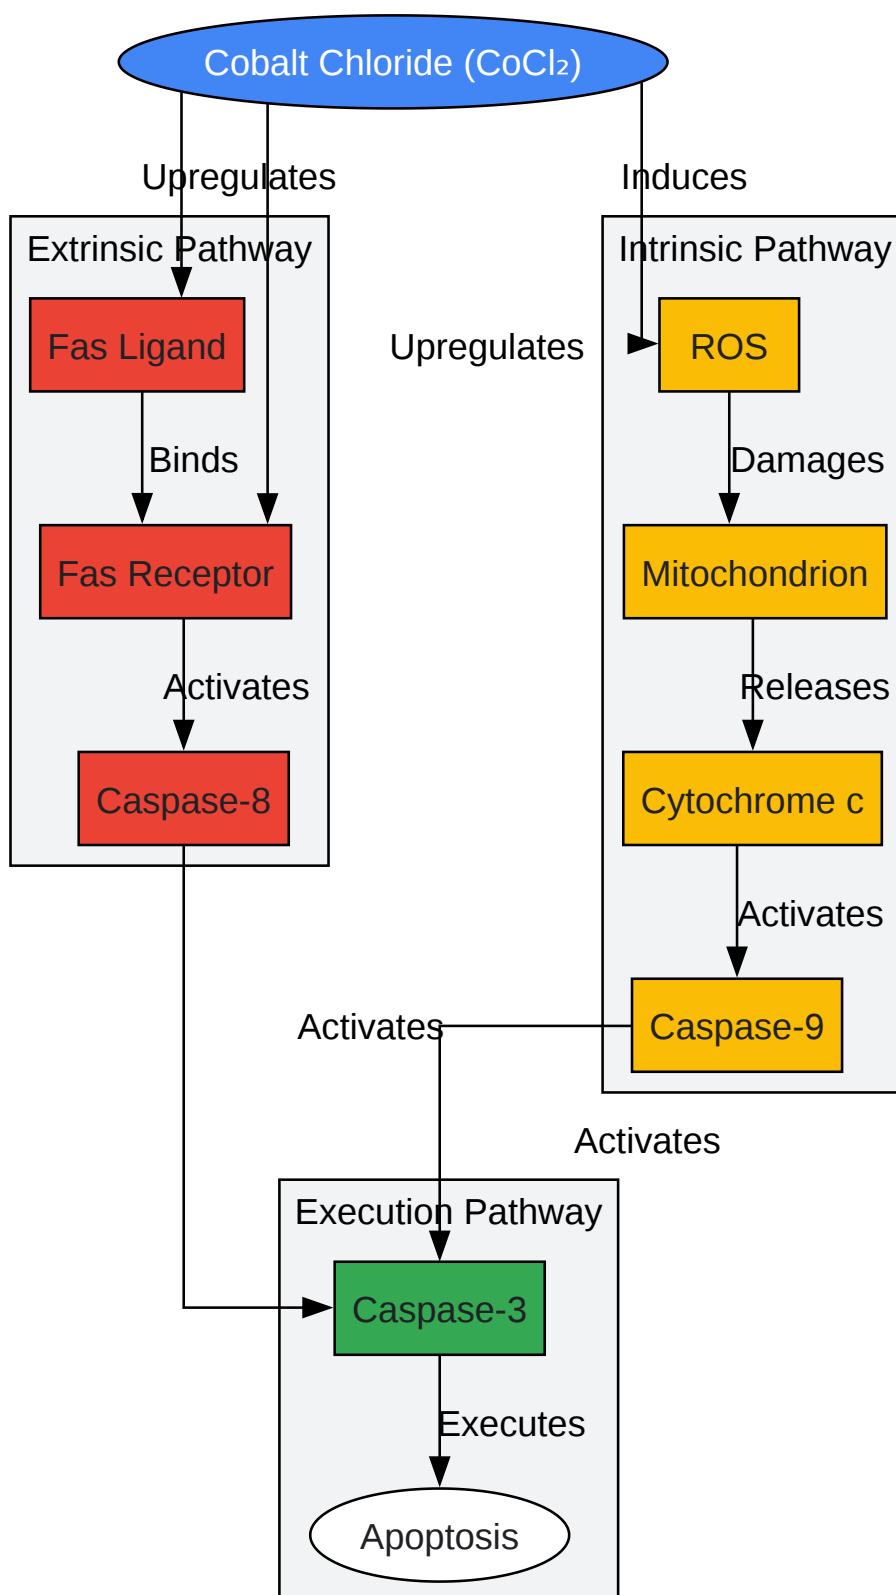 Cobalt Chloride (CoCl₂)
Upregulates
Induces
Extrinsic Pathway
Intrinsic Pathway
Fas Ligand
Upregulates
ROS
Binds
Damages
Fas Receptor
Mitochondrion
Activates
Releases
Caspase-8
Cytochrome c
Activates
Activates
Caspase-9
Activates
Execution Pathway
Caspase-3
Executes
Apoptosis